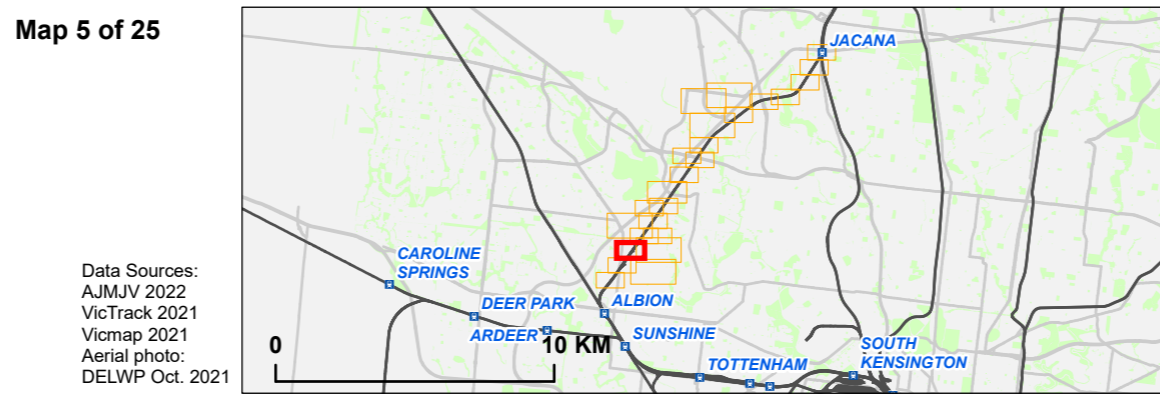 Map 5 of 25
JACANA
CAROLINE
SPRINGS
DEER PARK
ALBION
ARDEER
SUNSHINE
SOUTH
KENSINGTON
TOTTENHAM
0
10 KM
Data Sources:
AJMJV 2022
VicTrack 2021
Vicmap 2021
Aerial photo:
DELWP Oct. 2021